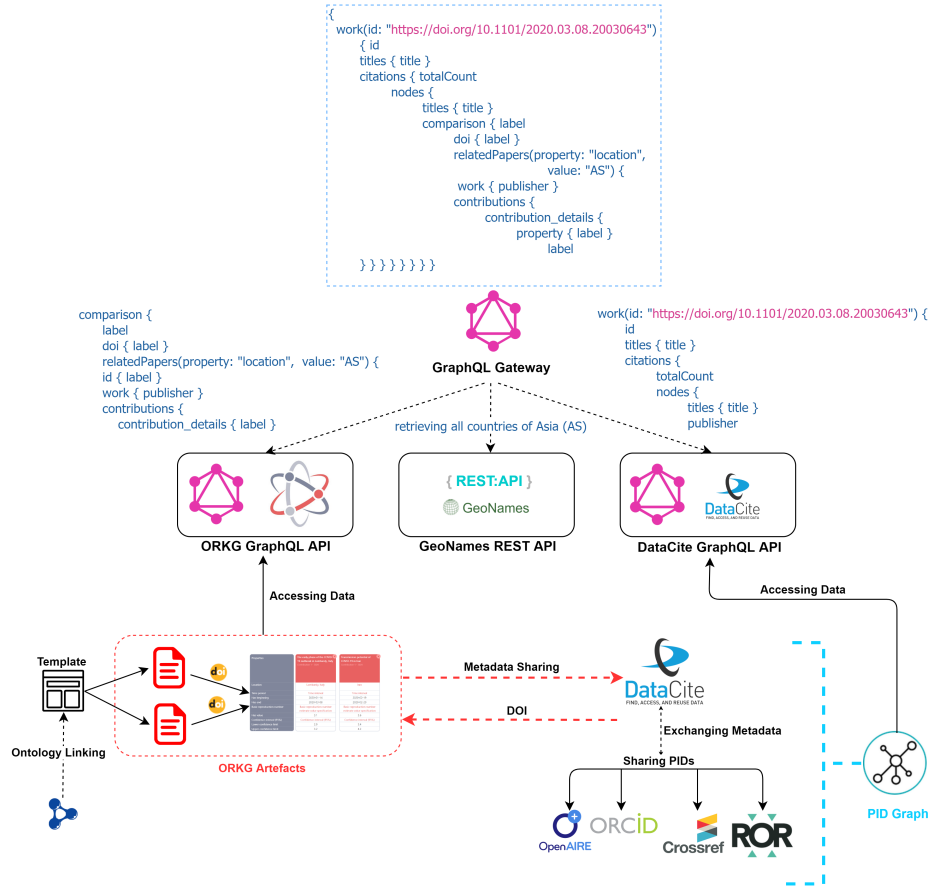 {
work(id: "https://doi.org/10.1101/2020.03.08.20030643")
{ id
titles { title }
citations { totalCount
nodes {
titles { title }
comparison { label
doi { label }
relatedPapers(property: "location",
value: "AS") {
work { publisher }
contributions {
contribution_details {
property { label }
label
} } } } } } } }
GraphQL Gateway
comparison {
label
doi { label }
relatedPapers(property: "location", value: "AS") {
id { label }
work { publisher }
contributions {
contribution_details { label }
work(id: "https://doi.org/10.1101/2020.03.08.20030643") {
id
titles { title }
citations {
totalCount
nodes {
titles { title }
publisher
retrieving all countries of Asia (AS)
{ REST:API }
GeoNames
DataCite
FIND, ACCESS, AND REUSE DATA
ORKG GraphQL API
GeoNames REST API
DataCite GraphQL API
Accessing Data
Accessing Data
Template
doi
doi
Ontology Linking
ORKG Artefacts
Metadata Sharing
DOI
DataCite
FIND, ACCESS, AND REUSE DATA
Exchanging Metadata
Sharing PIDs
OpenAIRE
ORCID
Crossref
ROR
PID Graph